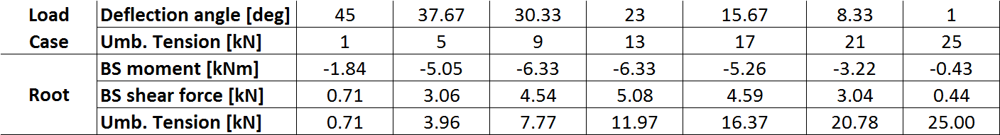 Load Deflection angle [deg] 45 37.67 30.33 23 15.67 8.33 1
Case Umb. Tension [kN] 1 5 9 13 17 21 25
BS moment [kNm] -1.84 -5.05 -6.33 -6.33 -5.26 -3.22 -0.43
Root BS shear force [kN] 0.71 3.06 4.54 5.08 4.59 3.04 0.44
Umb. Tension [kN] 0.71 3.96 7.77 11.97 16.37 20.78 25.00